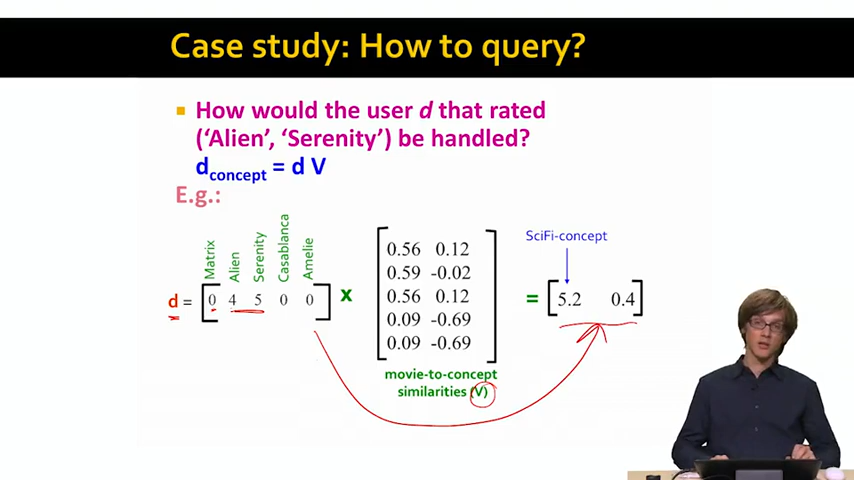 Case study: How to query?
How would the user d that rated
('Alien', 'Serenity') be handled?
d concept = d V
E.g.:
Matrix
Alien
Serenity
Casablanca
Amelie
d = [ 0 4 5 0 0 ]
x
0.56 0.12
0.59 -0.02
0.56 0.12
0.09 -0.69
0.09 -0.69
movie-to-concept
similarities (V)
SciFi-concept
= [ 5.2 0.4 ]